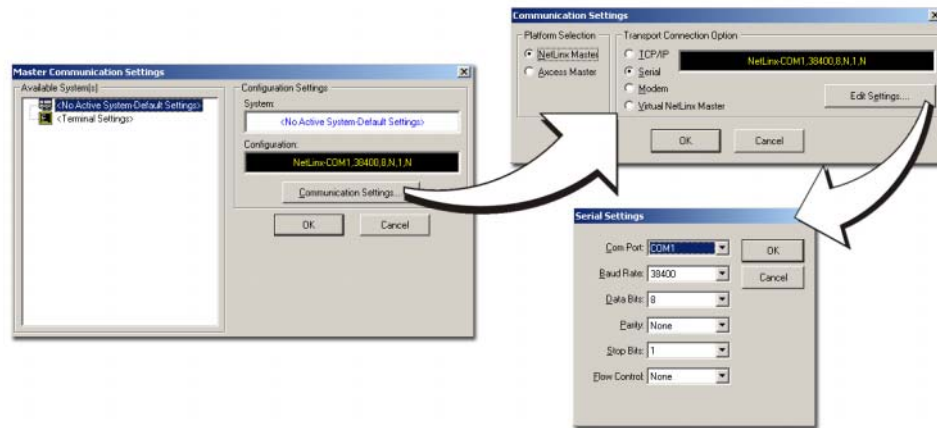 Master Communication Settings
Available System(s)
<No Active System-Default Settings>
<Terminal Settings>
Configuration Settings
System:
<No Active System-Default Settings>
Configuration:
NetLinx-COM1,38400,8,N,1,N
Communication Settings...
OK
Cancel
Communication Settings
Platform Selection
NetLinx Master
Axcess Master
Transport Connection Option
TCP/IP
Serial
Modem
Virtual NetLinx Master
NetLinx-COM1,38400,8,N,1,N
Edit Settings....
OK
Cancel
Serial Settings
Com Port: COM1
Baud Rate: 38400
Data Bits: 8
Parity: None
Stop Bits: 1
Flow Control: None
OK
Cancel